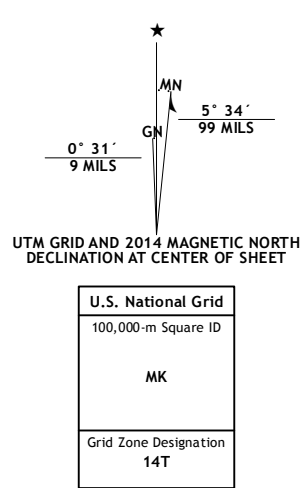 ★
MN
5° 34´
99 MILS
GN
0° 31´
9 MILS
UTM GRID AND 2014 MAGNETIC NORTH
DECLINATION AT CENTER OF SHEET
U.S. National Grid
100,000-m Square ID
MK
Grid Zone Designation
14T